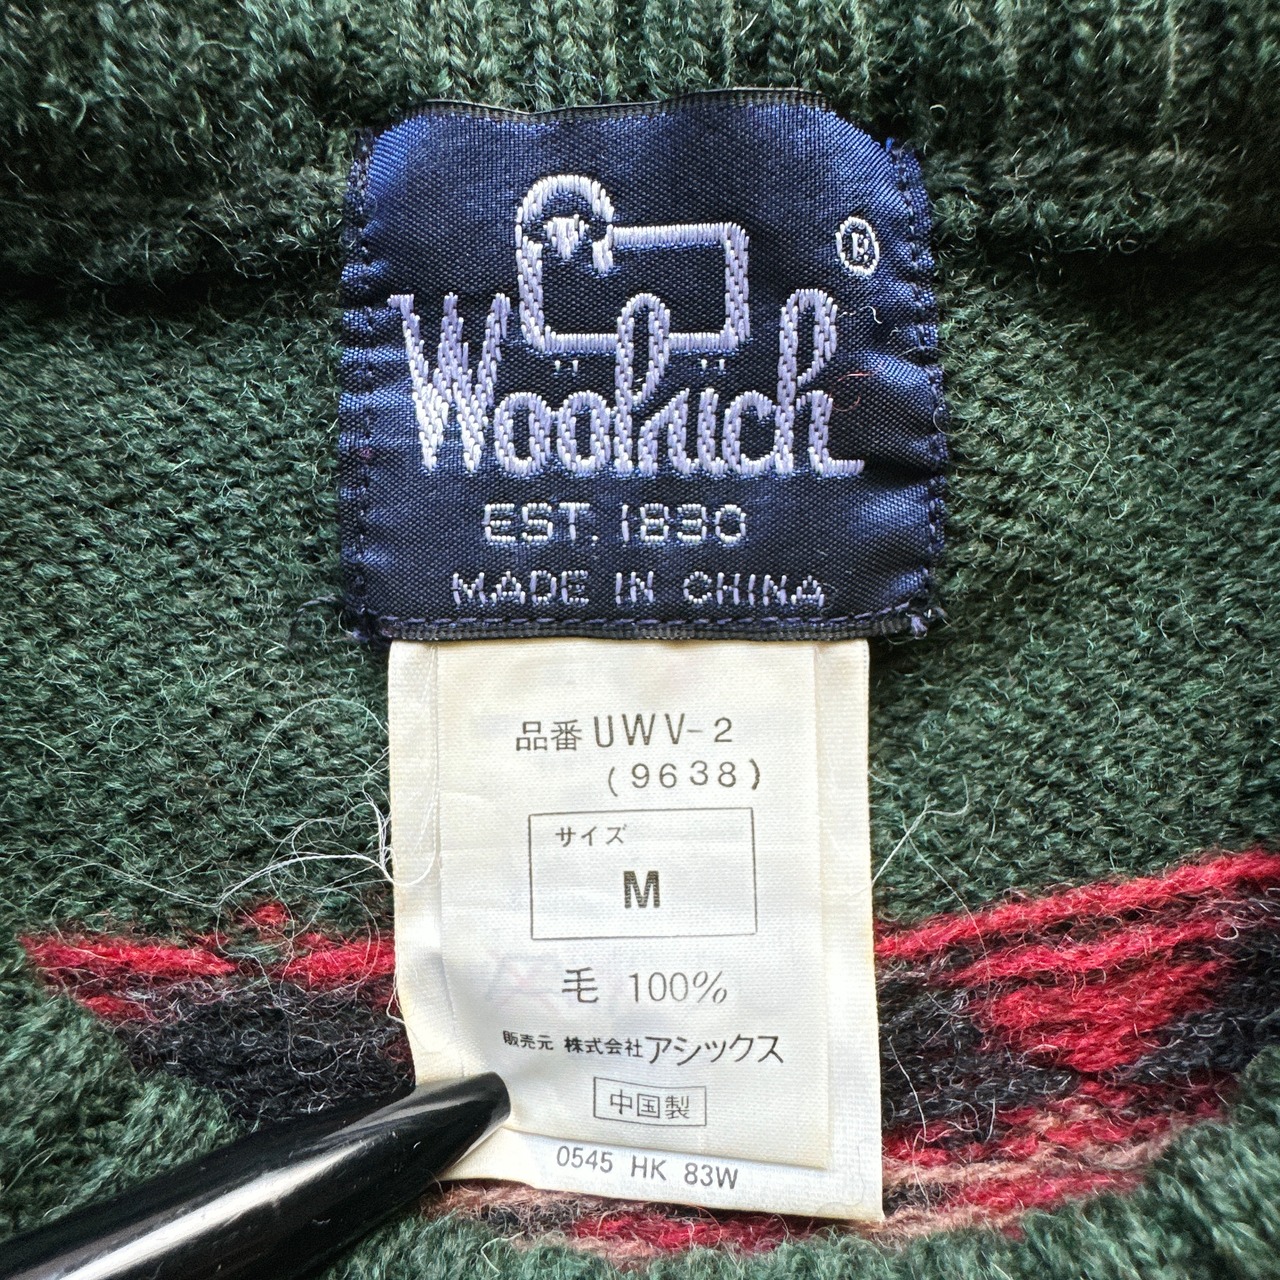 ®
Woolrich
EST. 1830
MADE IN CHINA
品番 UWV-2
(9638)
サイズ
M
毛 100%
販売元 株式会社アシックス
中国製
0545 HK 83W